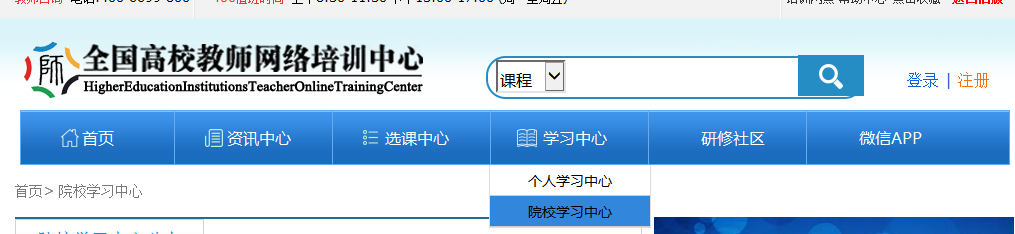 全国高校教师网络培训中心
HigherEducationInstitutionsTeacherOnlineTrainingCenter
课程
登录 | 注册
首页 资讯中心 选课中心 学习中心 研修社区 微信APP
个人学习中心
院校学习中心
首页> 院校学习中心